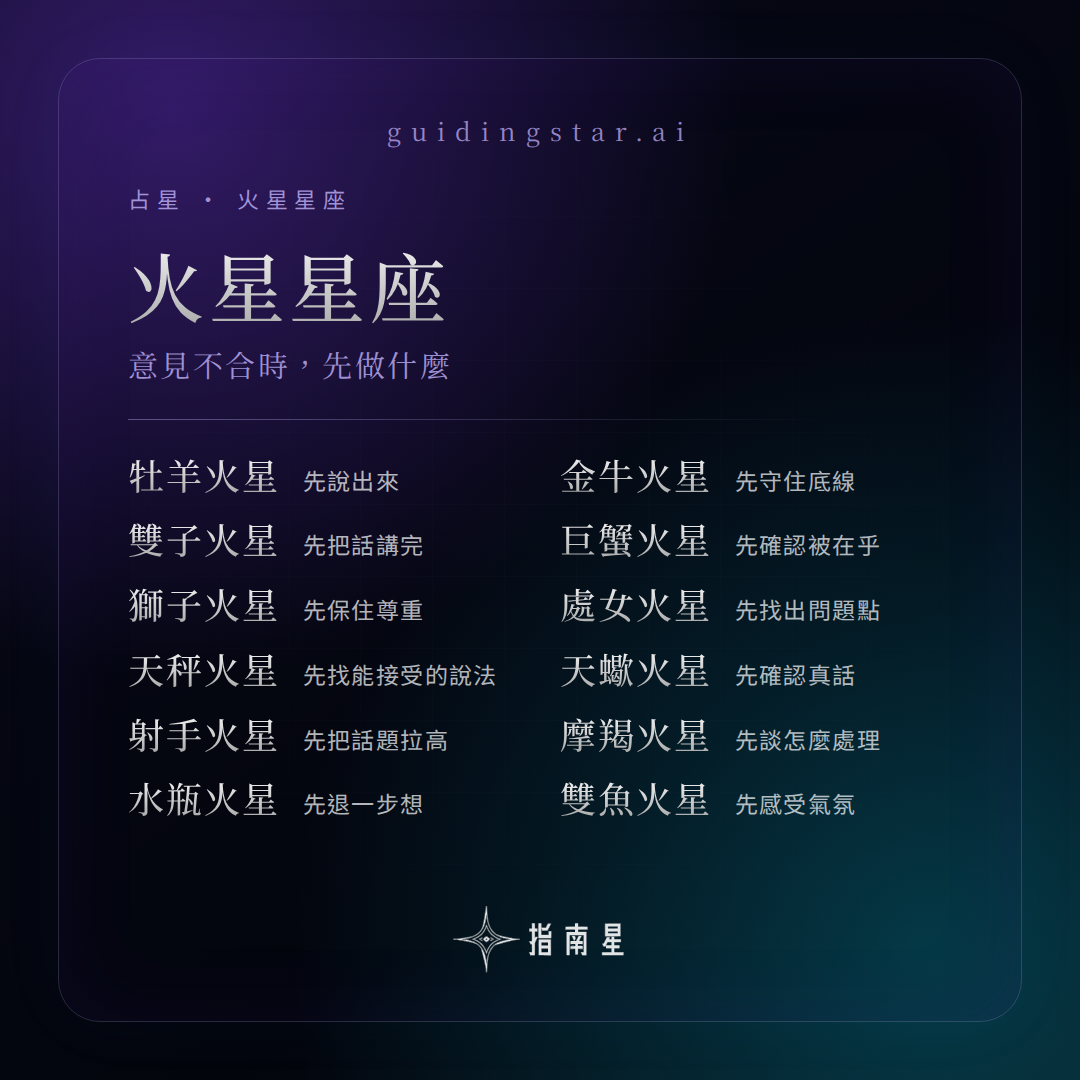 guidingstar.ai
占星 · 火星星座
火星星座
意見不合時，先做什麼
牡羊火星 先說出來
金牛火星 先守住底線
雙子火星 先把話講完
巨蟹火星 先確認被在乎
獅子火星 先保住尊重
處女火星 先找出問題點
天秤火星 先找能接受的說法
天蠍火星 先確認真話
射手火星 先把話題拉高
摩羯火星 先談怎麼處理
水瓶火星 先退一步想
雙魚火星 先感受氣氛
指南星